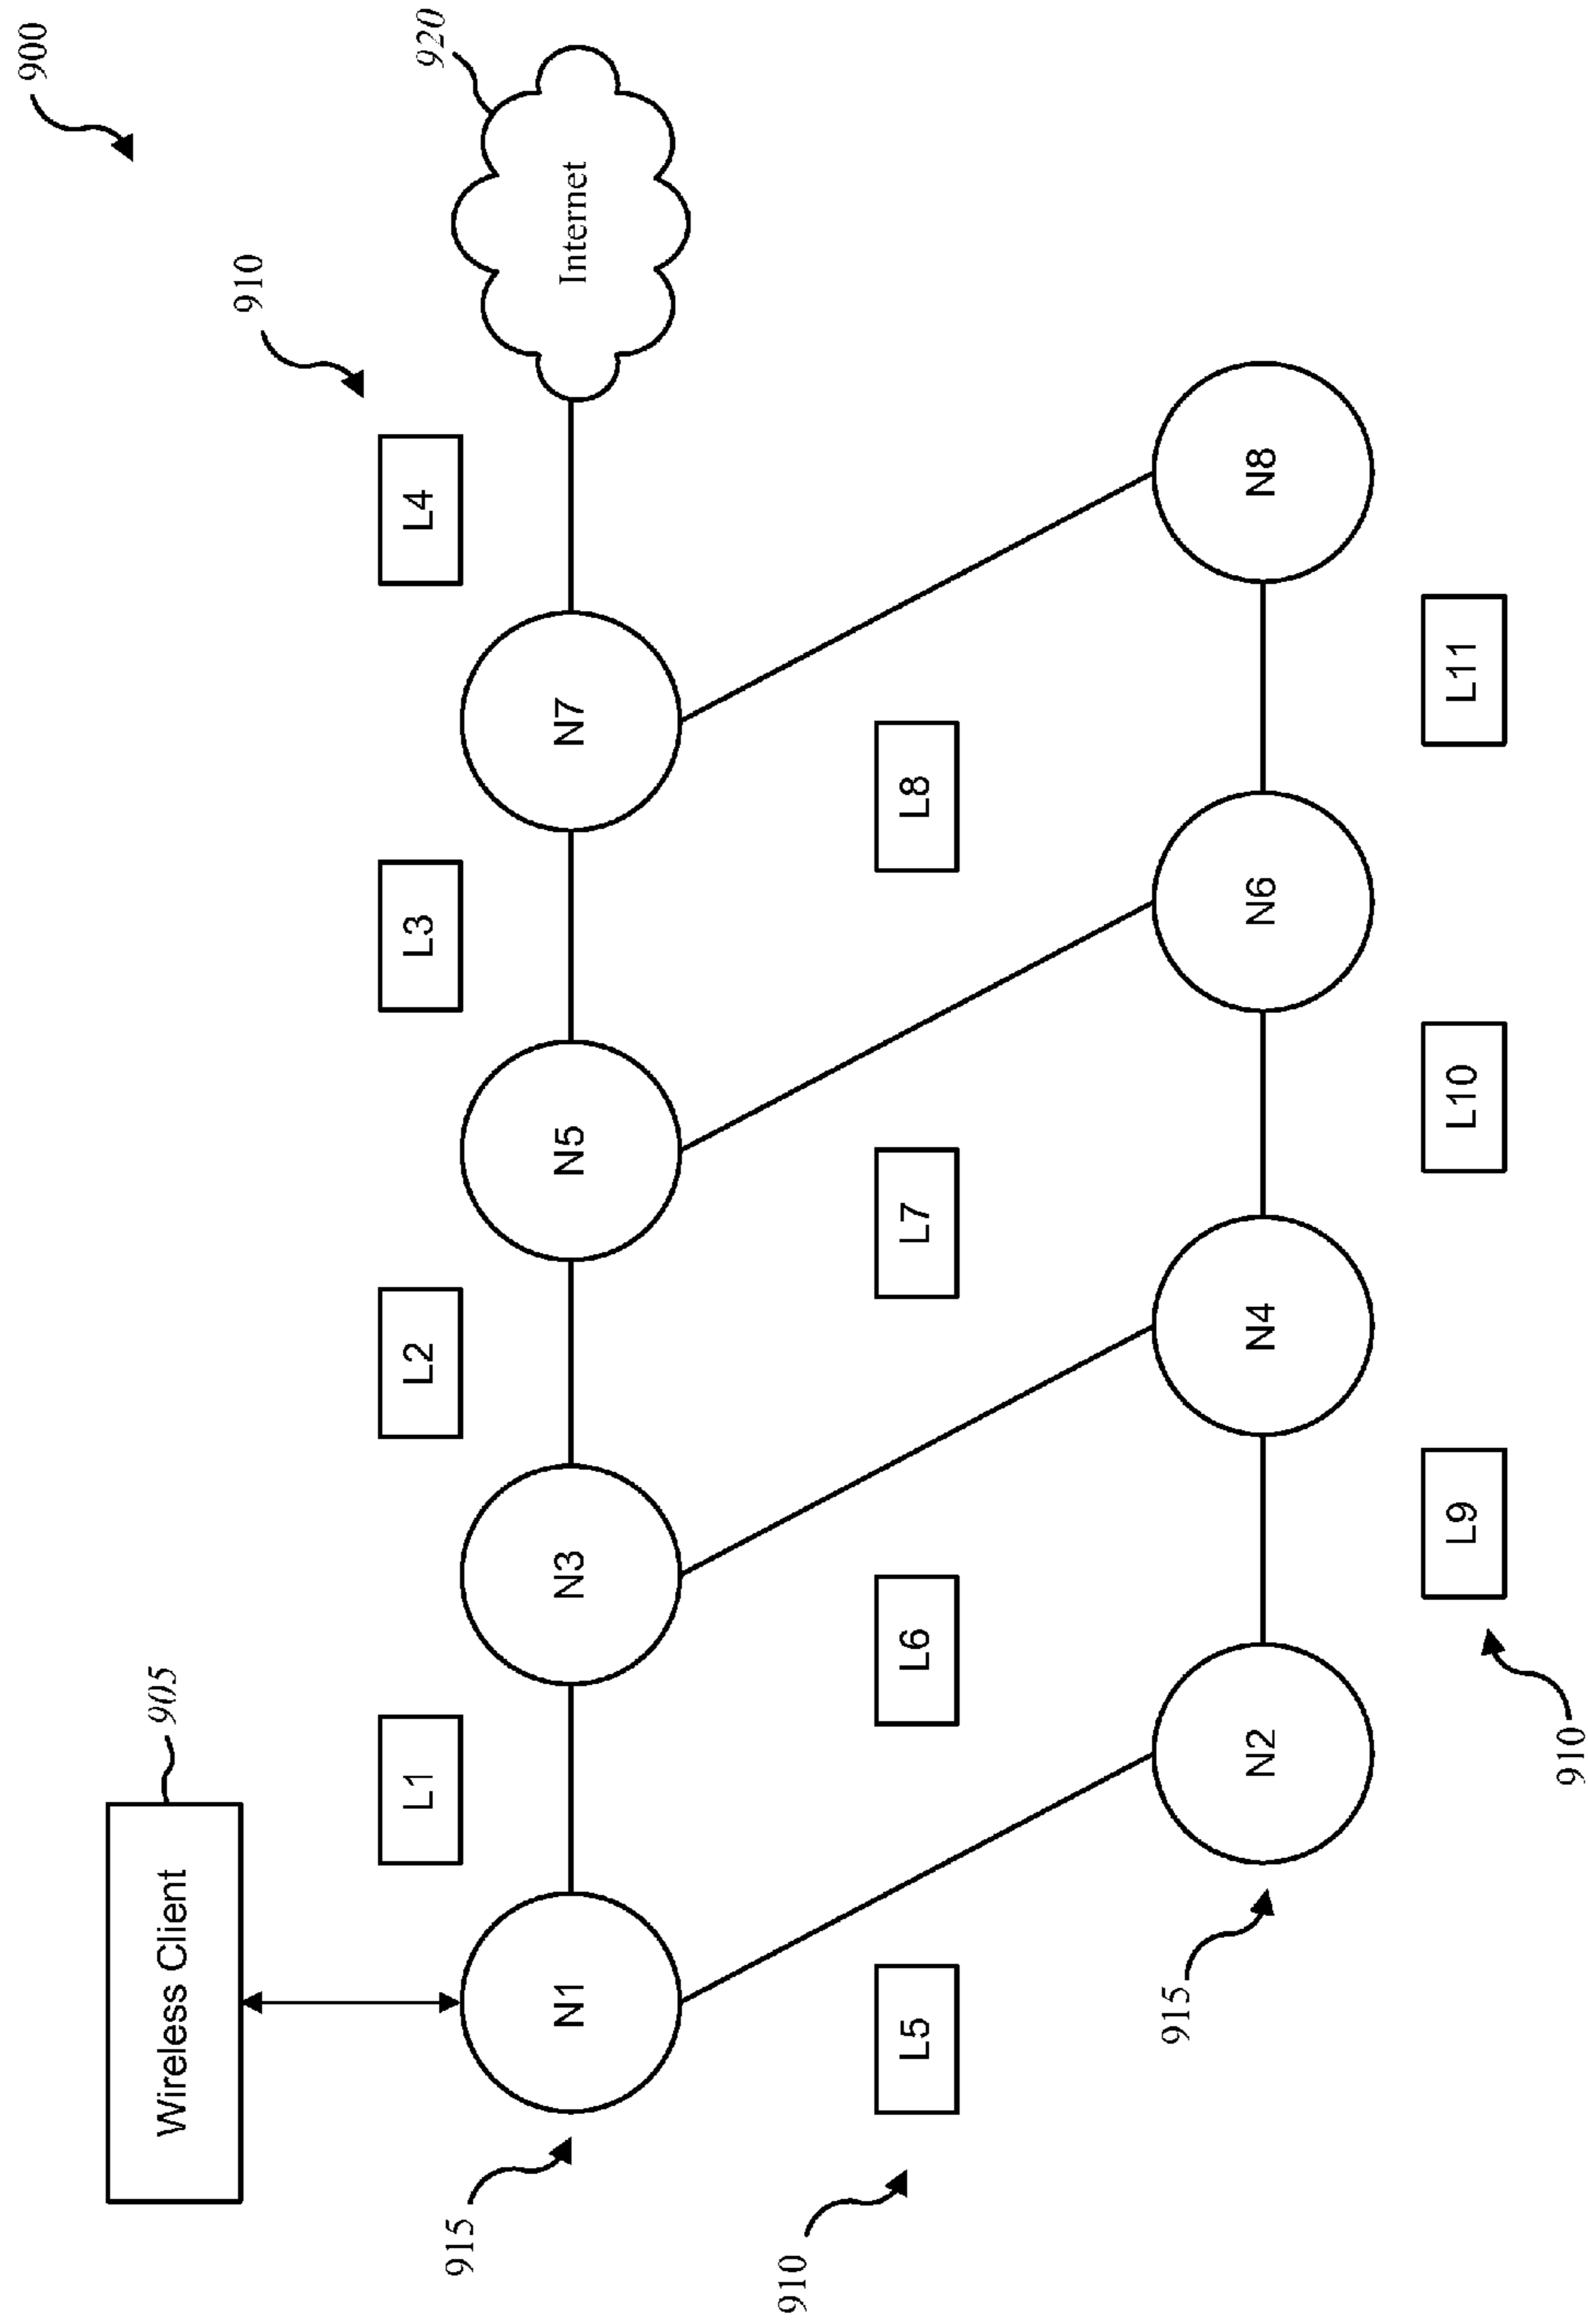 900
Wireless Client
905
910
920
L1
L2
L3
L4
915
N1
N3
N5
N7
Internet
910
L5
L6
L7
L8
915
N2
N4
N6
N8
L9
L10
L11
910